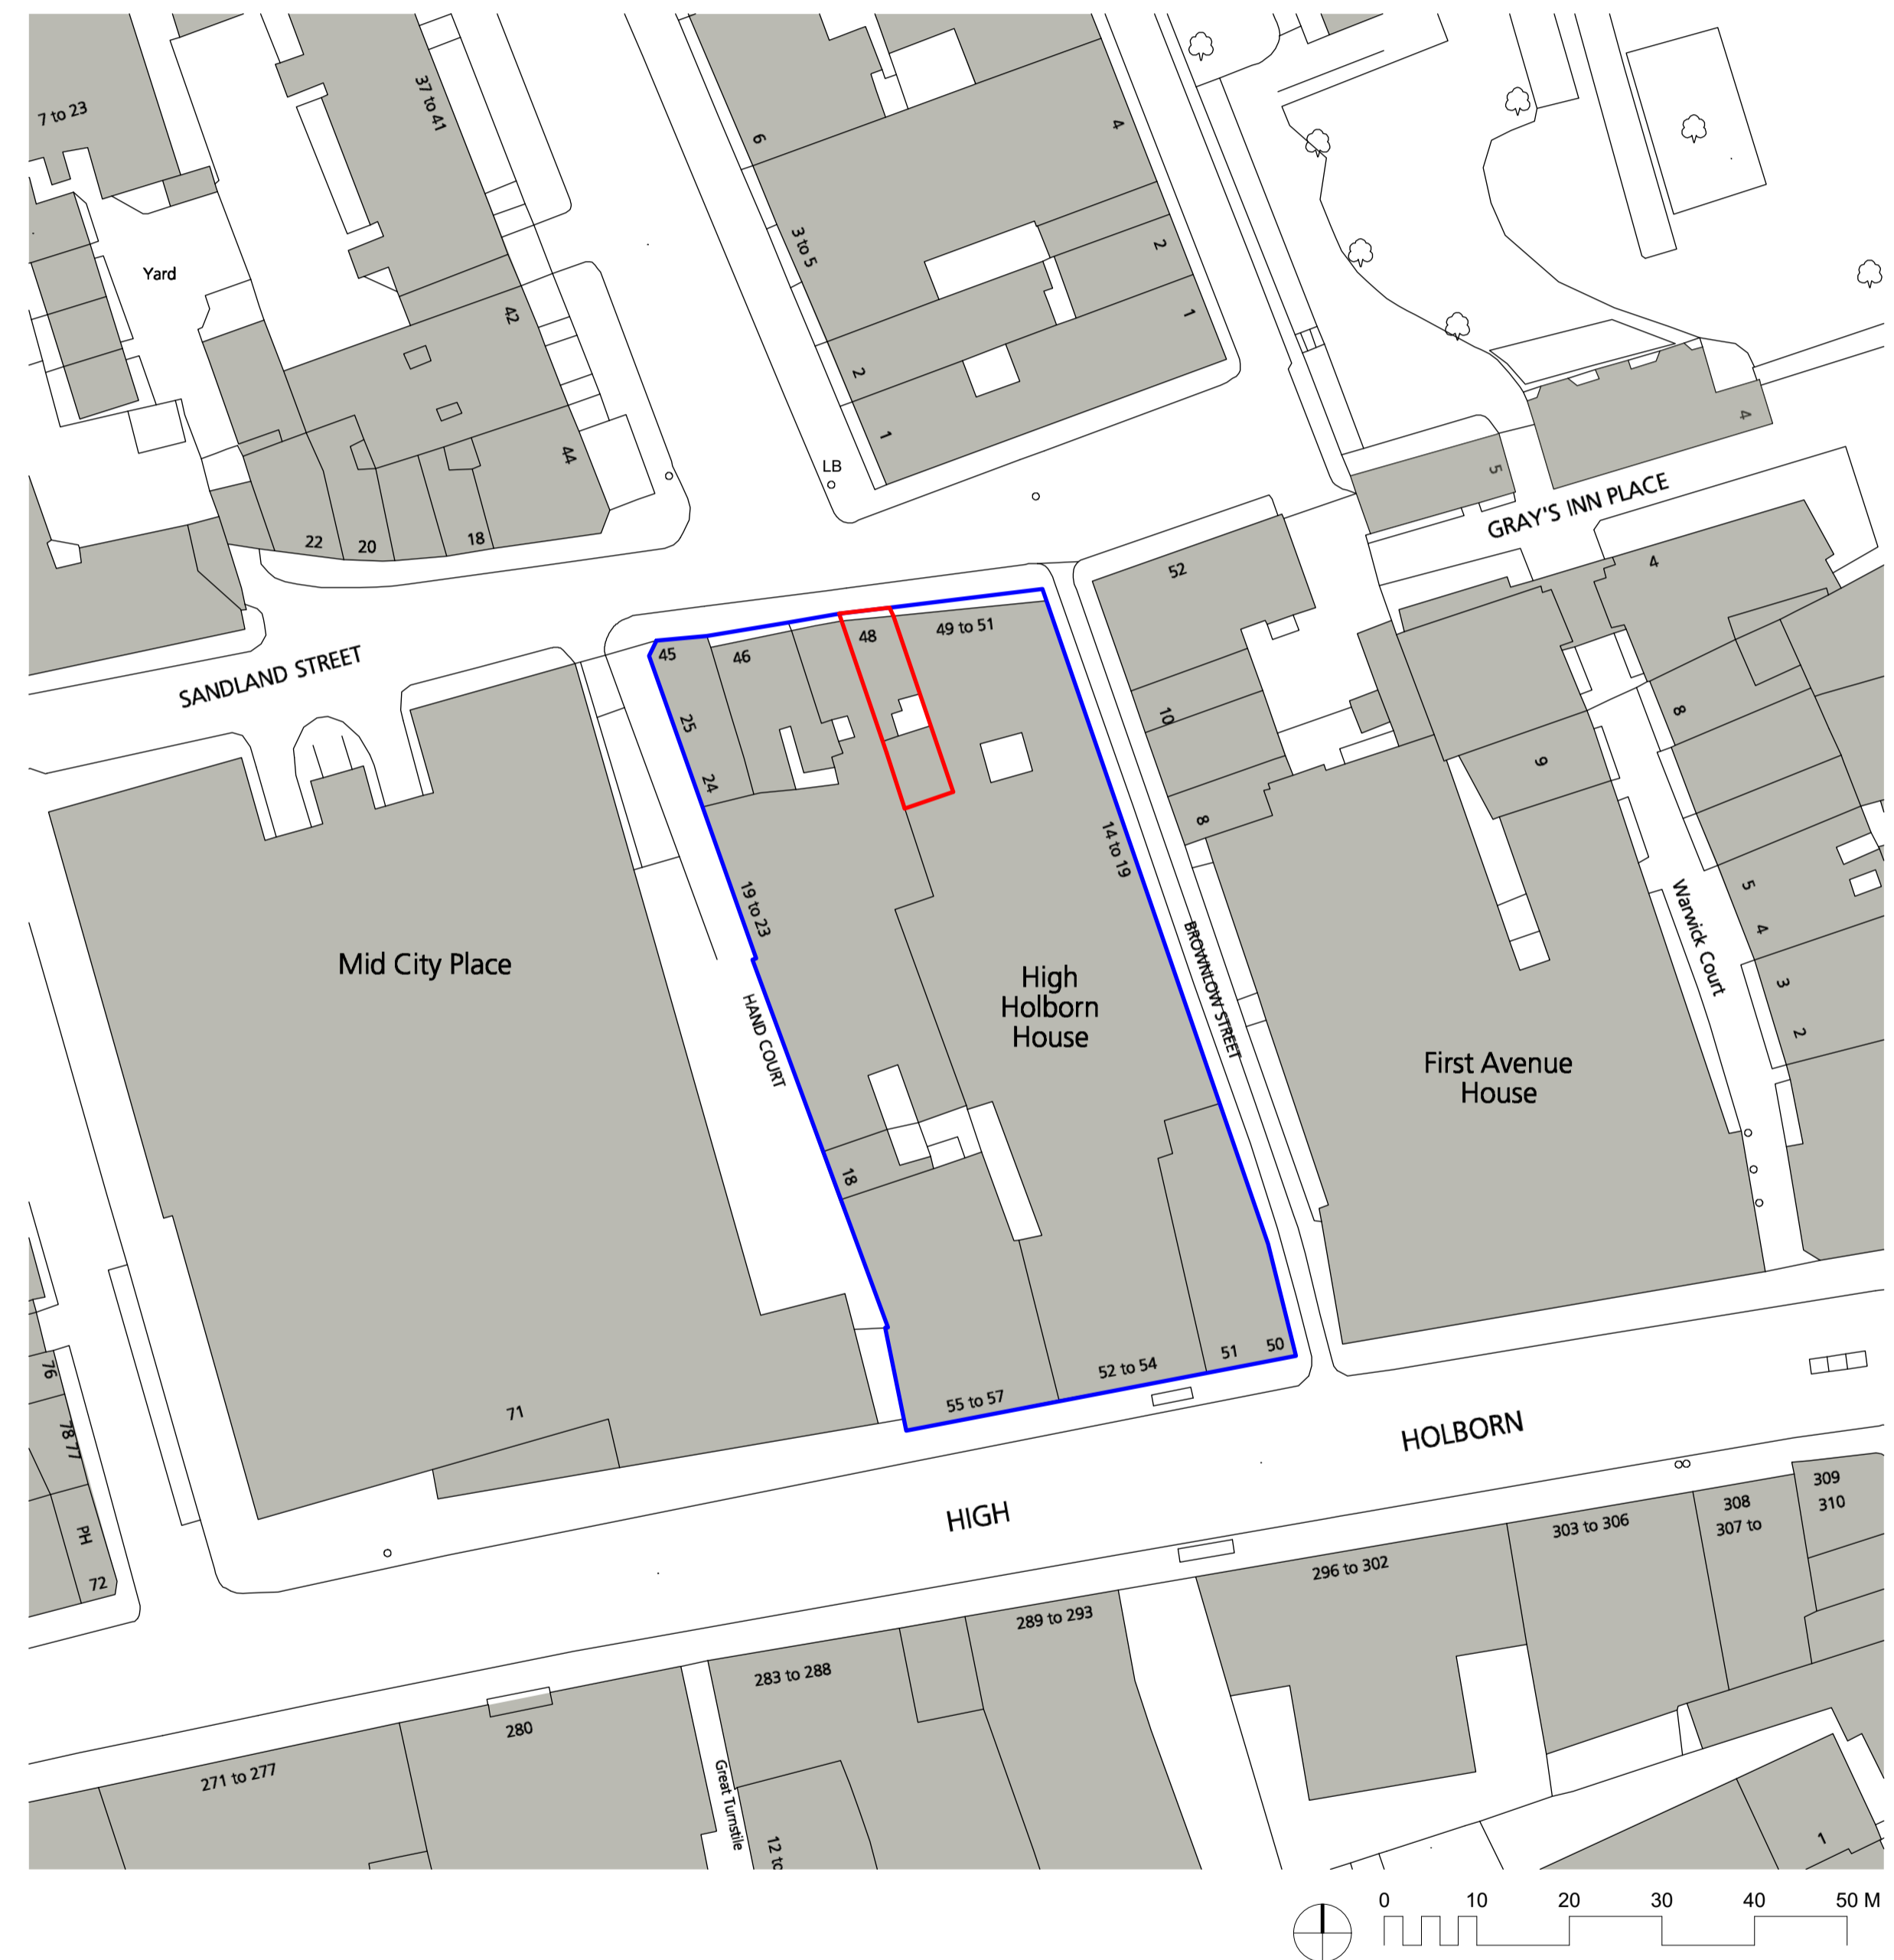 7 to 23
37 to 41
6
4
3 to 5
2
Yard
42
1
2
4
1
44
LB
5
GRAY'S INN PLACE
22
20
18
52
4
48
49 to 51
45
46
SANDLAND STREET
25
10
8
24
9
8
14 to 19
19 to 23
5
Warwick Court
4
Mid City Place
BROWNLOW STREET
High
Holborn
House
3
HAND COURT
2
First Avenue
House
18
76
50
51
52 to 54
55 to 57
71
78 77
HOLBORN
309
308
310
HIGH
303 to 306
307 to
PH
296 to 302
72
289 to 293
283 to 288
280
271 to 277
Great Turnstile
12 to
1
0 10 20 30 40 50 M